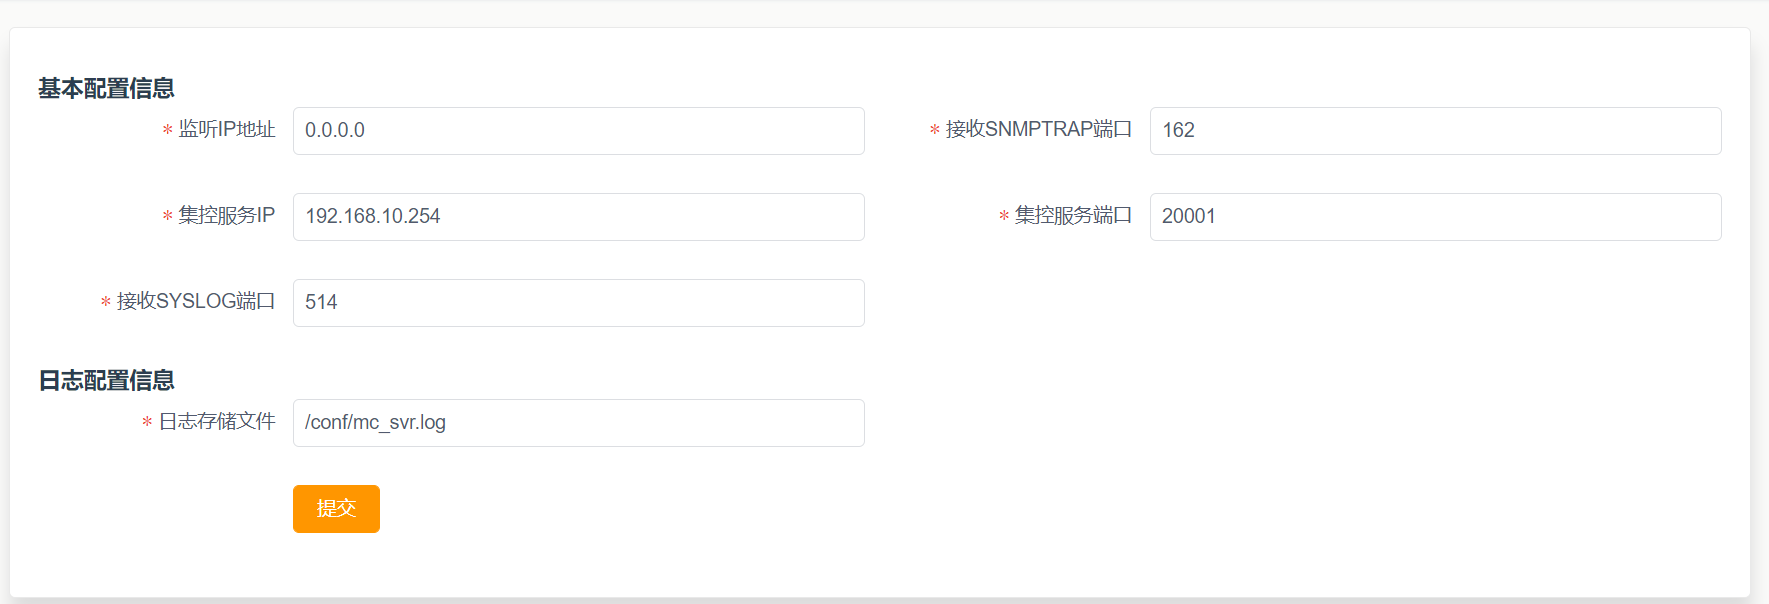 基本配置信息
* 监听IP地址 0.0.0.0 * 接收SNMPTRAP端口 162
* 集控服务IP 192.168.10.254 * 集控服务端口 20001
* 接收SYSLOG端口 514
日志配置信息
* 日志存储文件 /conf/mc_svr.log
提交